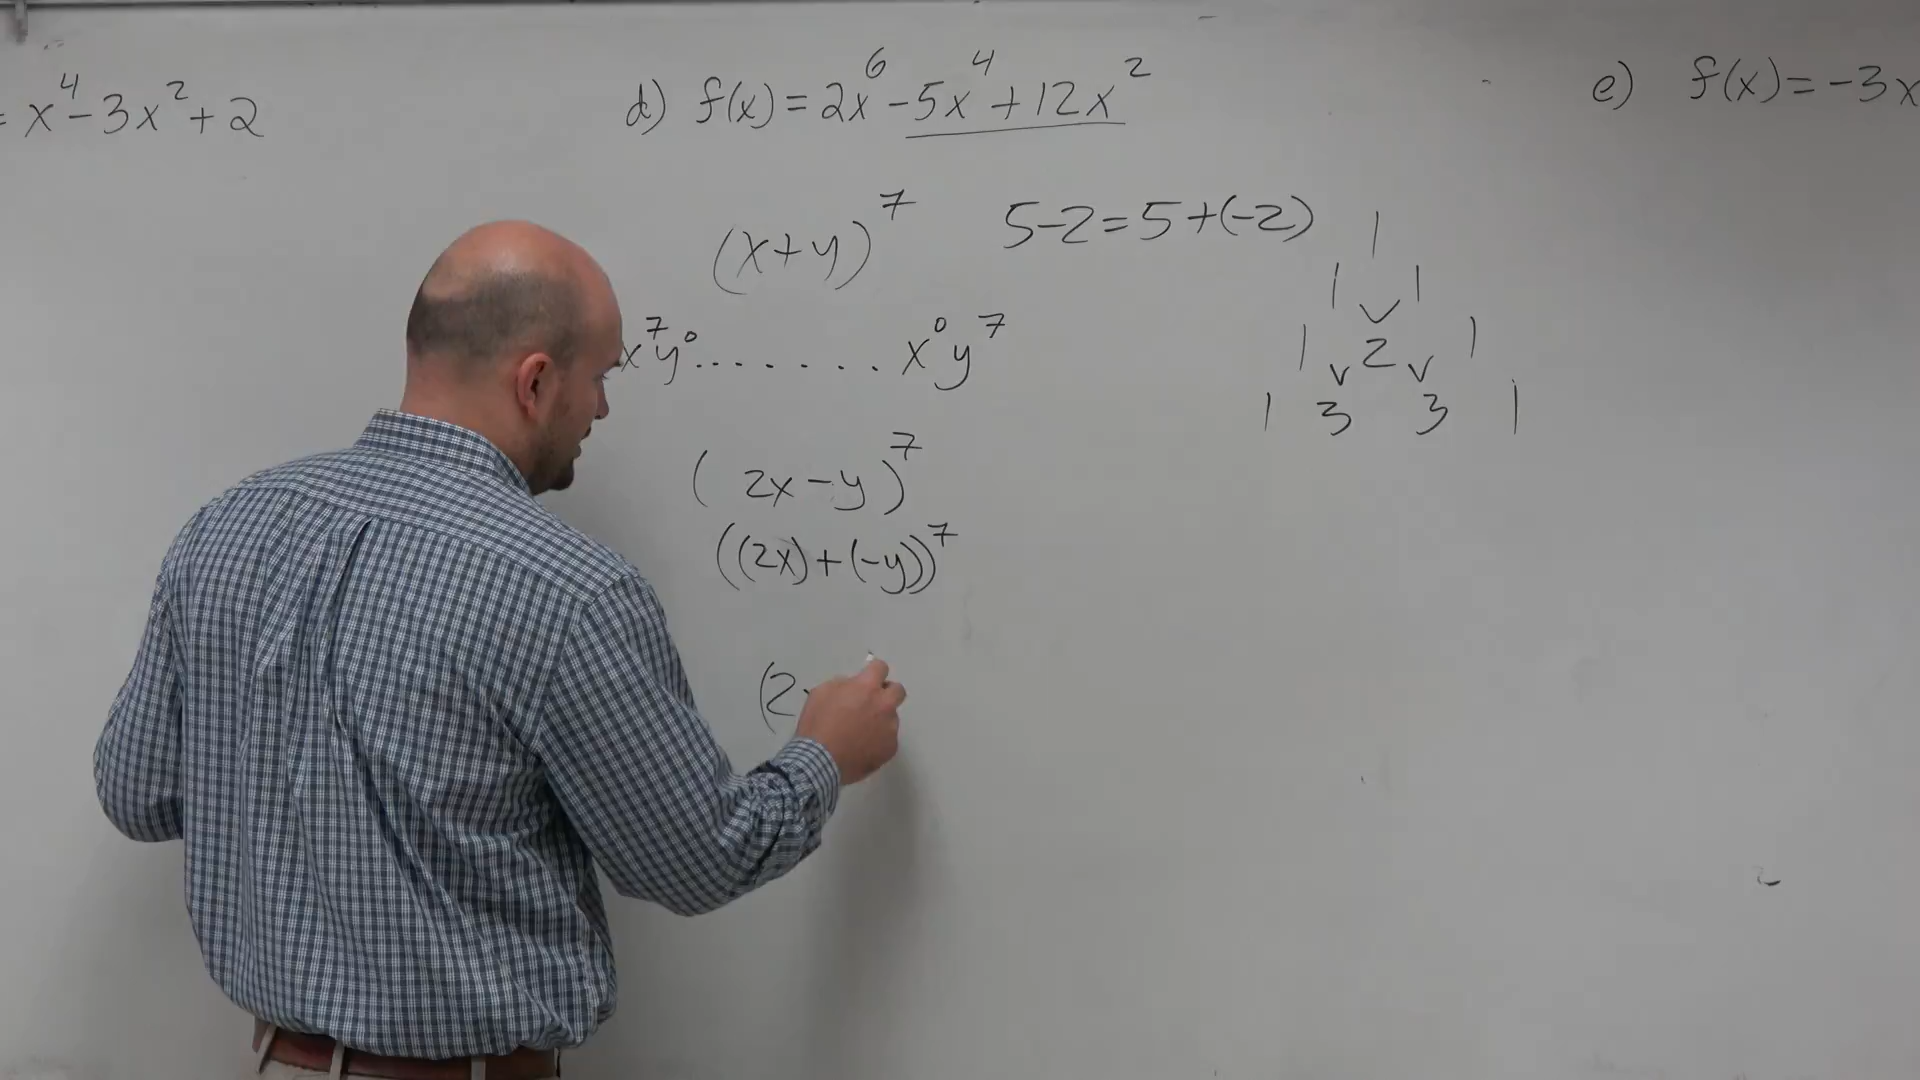 = x⁴-3x²+2
d) f(x)=2x⁶-5x⁴+12x²
e) f(x)=-3x
(x+y)⁷
5-2=5+(-2)
x⁷y⁰.......x⁰y⁷
(2x-y)⁷
((2x)+(-y))⁷
(2
1
1 1
1 2 1
1 3 3 1